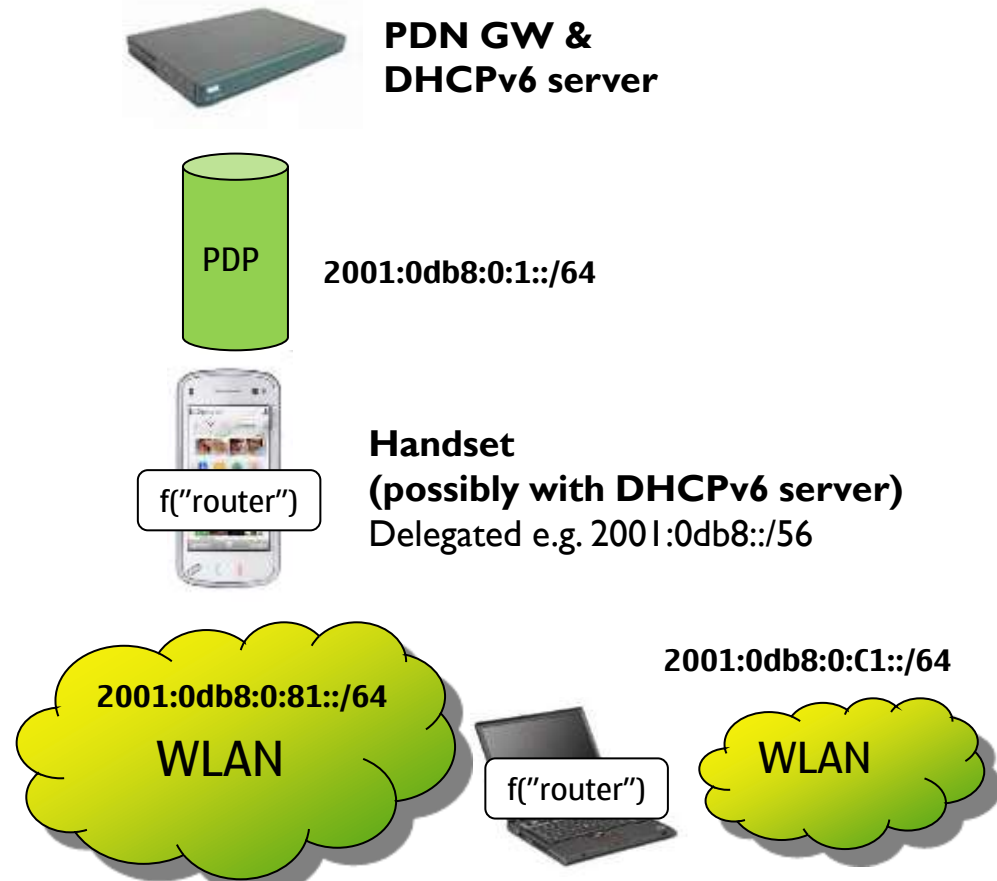 PDN GW &
DHCPv6 server
PDP
2001:0db8:0:1::/64
Handset
(possibly with DHCPv6 server)
Delegated e.g. 2001:0db8::/56
f("router")
2001:0db8:0:81::/64
WLAN
f("router")
2001:0db8:0:C1::/64
WLAN